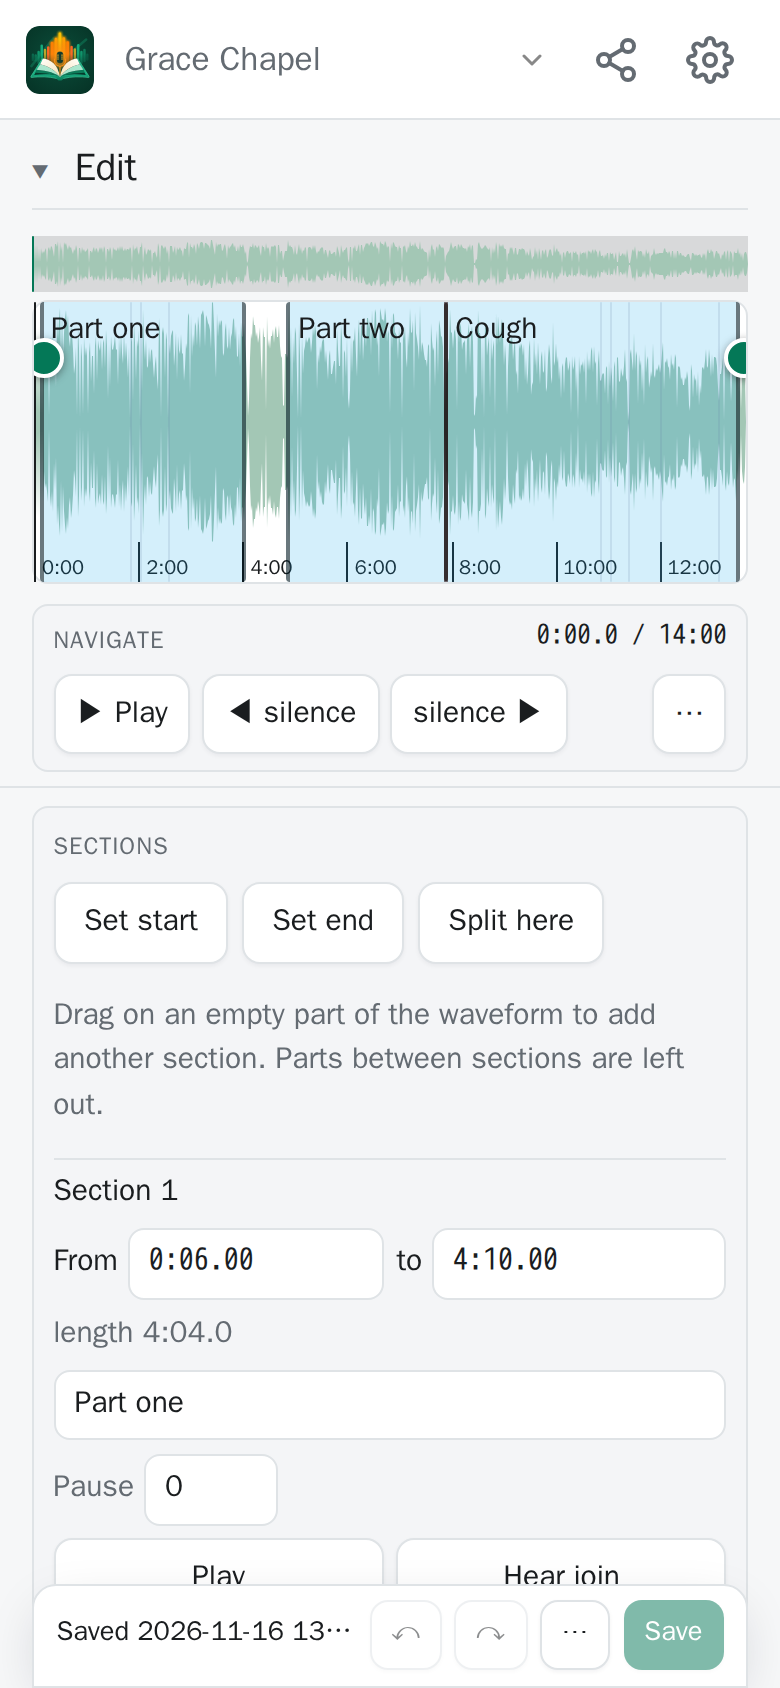 Grace Chapel
Edit
Part one
Part two
Cough
0:00
2:00
4:00
6:00
8:00
10:00
12:00
NAVIGATE
0:00.0 / 14:00
Play
silence
silence
...
SECTIONS
Set start
Set end
Split here
Drag on an empty part of the waveform to add
another section. Parts between sections are left
out.
Section 1
From 0:06.00 to 4:10.00
length 4:04.0
Part one
Pause 0
Play
Hear join
Saved 2026-11-16 13...
...
Save